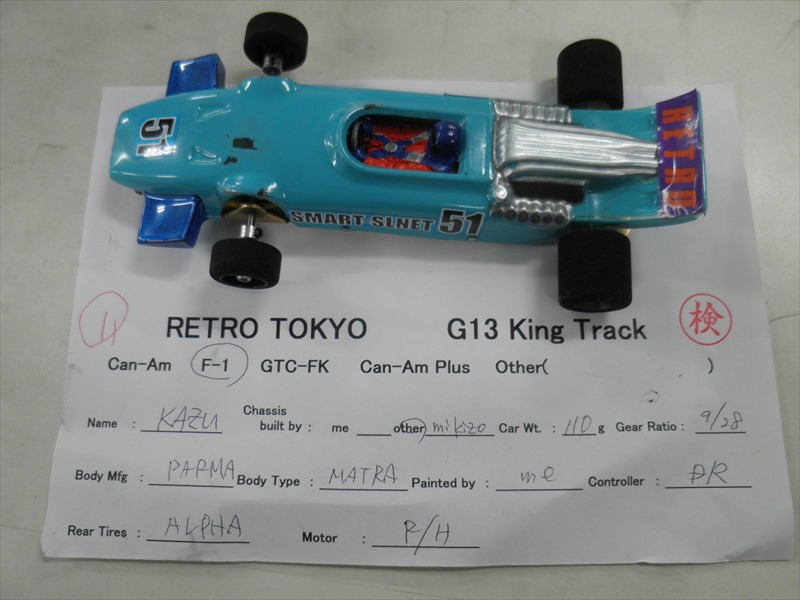 51
RETRO
SMART-SLNET 51
4 RETRO TOKYO G13 King Track 検
Can-Am F-1 GTC-FK Can-Am Plus Other( )
Name : KAZU Chassis built by : me other mikizo Car Wt. : 110 g Gear Ratio : 9/28
Body Mfg : PARMA Body Type : MATRA Painted by : me Controller : DR
Rear Tires : ALPHA Motor : R/H